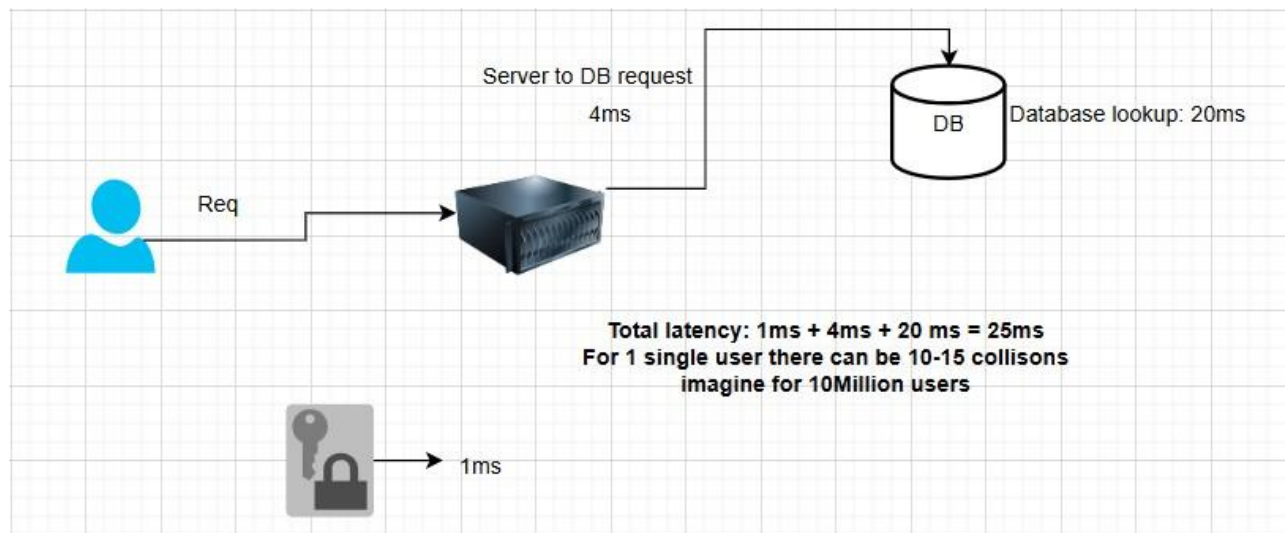 Server to DB request
4ms
DB
Database lookup: 20ms
Req
Total latency: 1ms + 4ms + 20 ms = 25ms
For 1 single user there can be 10-15 collisons
imagine for 10Million users
1ms